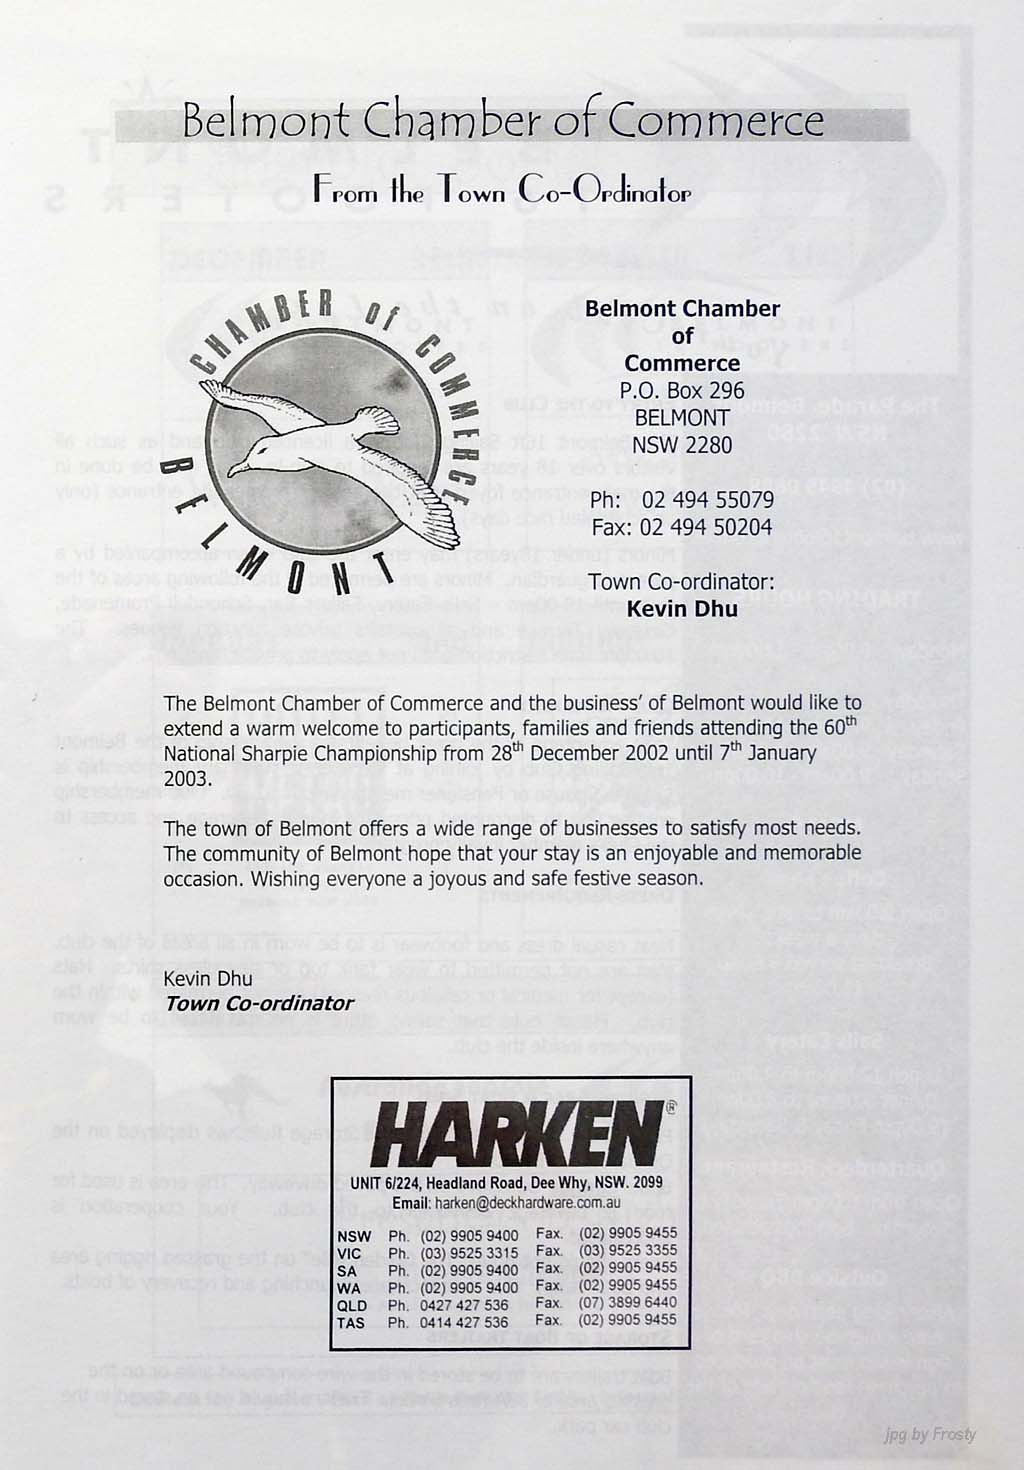 Belmont Chamber of Commerce
From the Town Co-Ordinator
CHAMBER of COMMERCE
BELMONT
Belmont Chamber
of
Commerce
P.O. Box 296
BELMONT
NSW 2280
Ph: 02 494 55079
Fax: 02 494 50204
Town Co-ordinator:
Kevin Dhu
The Belmont Chamber of Commerce and the business' of Belmont would like to
extend a warm welcome to participants, families and friends attending the 60th
National Sharpie Championship from 28th December 2002 until 7th January
2003.
The town of Belmont offers a wide range of businesses to satisfy most needs.
The community of Belmont hope that your stay is an enjoyable and memorable
occasion. Wishing everyone a joyous and safe festive season.
Kevin Dhu
Town Co-ordinator
HARKEN®
UNIT 6/224, Headland Road, Dee Why, NSW. 2099
Email: harken@deckhardware.com.au
NSW Ph. (02) 9905 9400 Fax. (02) 9905 9455
VIC Ph. (03) 9525 3315 Fax. (03) 9525 3355
SA Ph. (02) 9905 9400 Fax. (02) 9905 9455
WA Ph. (02) 9905 9400 Fax. (02) 9905 9455
QLD Ph. 0427 427 536 Fax. (07) 3899 6440
TAS Ph. 0414 427 536 Fax. (02) 9905 9455
jpg by Frosty